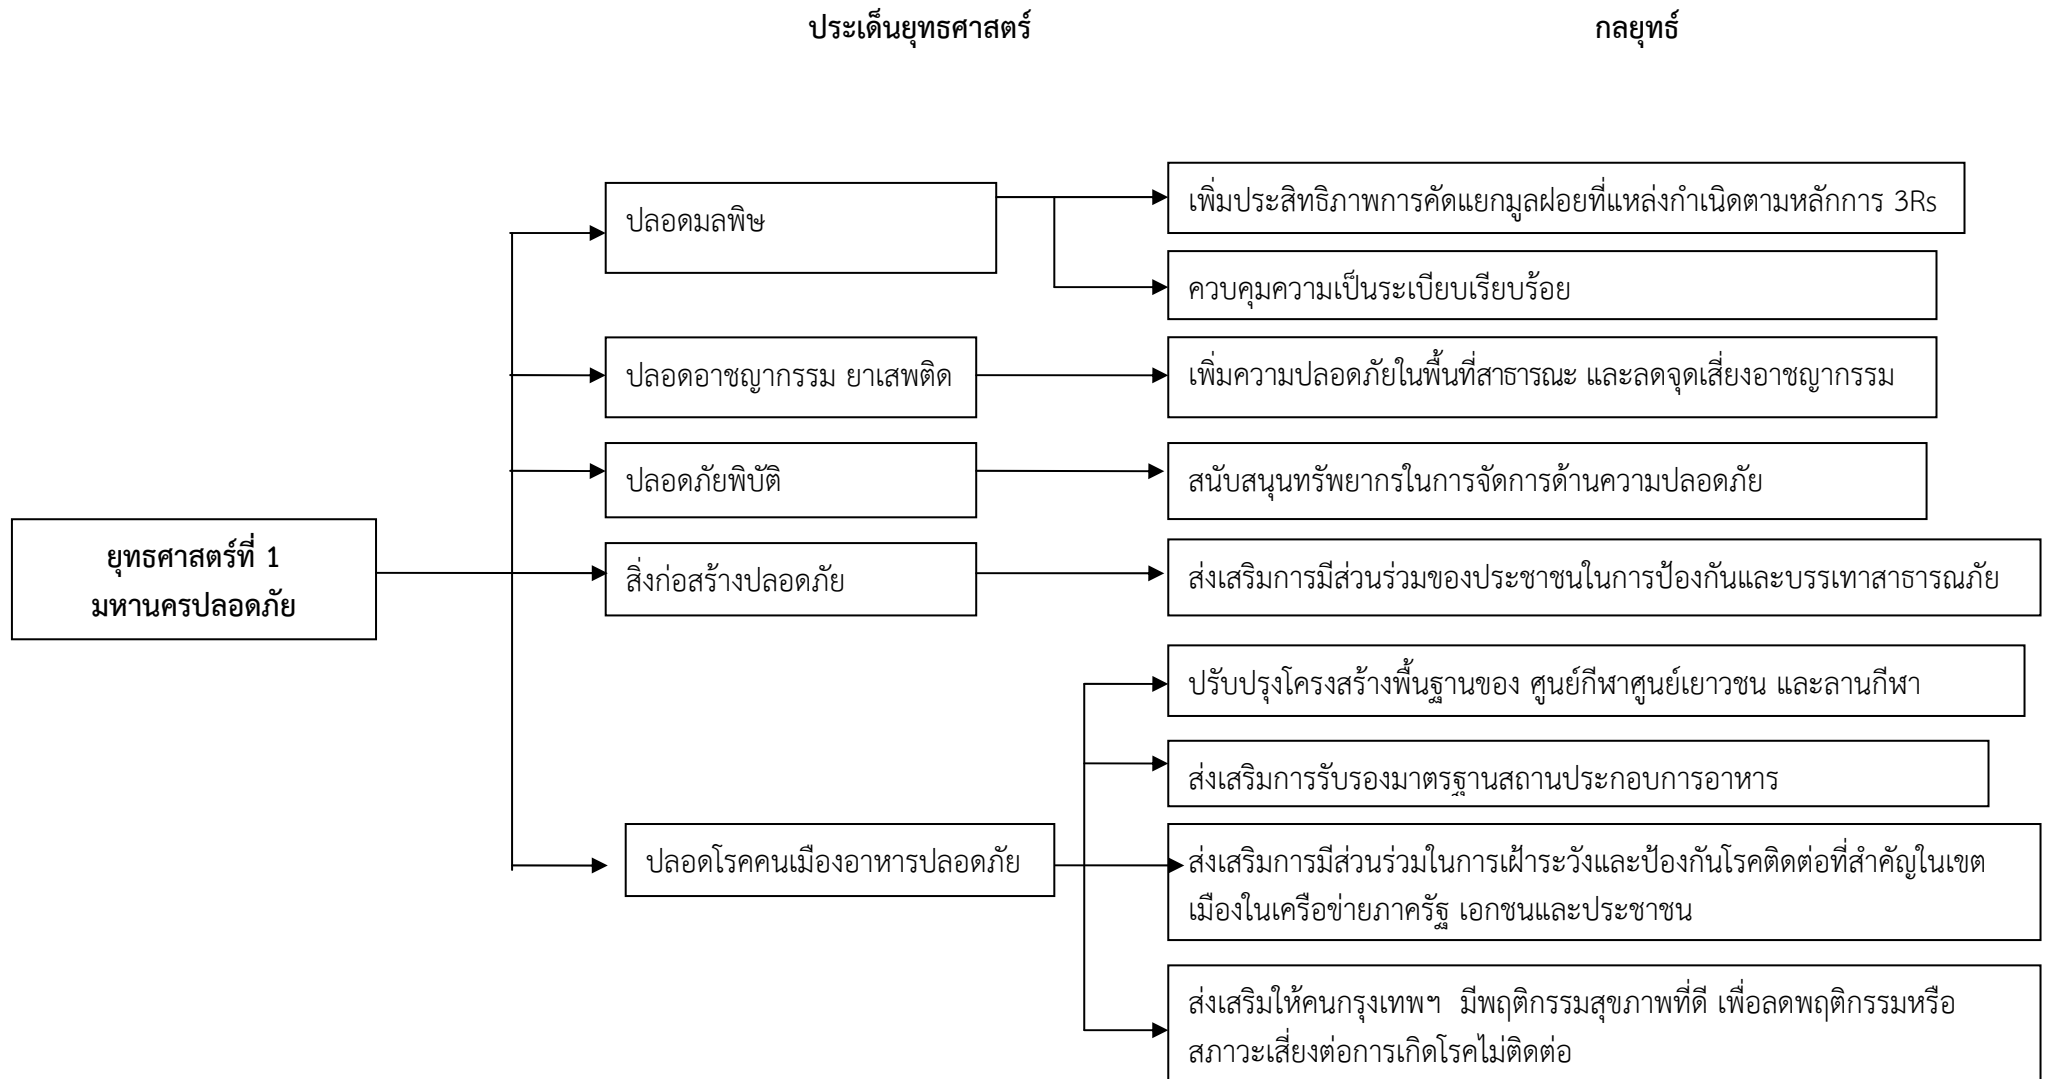 ประเด็นยุทธศาสตร์
กลยุทธ์
ยุทธศาสตร์ที่ 1
มหานครปลอดภัย
ปลอดมลพิษ
เพิ่มประสิทธิภาพการคัดแยกมูลฝอยที่แหล่งกำเนิดตามหลักการ 3Rs
ควบคุมความเป็นระเบียบเรียบร้อย
ปลอดอาชญากรรม ยาเสพติด
เพิ่มความปลอดภัยในพื้นที่สาธารณะ และลดจุดเสี่ยงอาชญากรรม
ปลอดภัยพิบัติ
สนับสนุนทรัพยากรในการจัดการด้านความปลอดภัย
สิ่งก่อสร้างปลอดภัย
ส่งเสริมการมีส่วนร่วมของประชาชนในการป้องกันและบรรเทาสาธารณภัย
ปลอดโรคคนเมืองอาหารปลอดภัย
ปรับปรุงโครงสร้างพื้นฐานของ ศูนย์กีฬาศูนย์เยาวชน และลานกีฬา
ส่งเสริมการรับรองมาตรฐานสถานประกอบการอาหาร
ส่งเสริมการมีส่วนร่วมในการเฝ้าระวังและป้องกันโรคติดต่อที่สำคัญในเขต
เมืองในเครือข่ายภาครัฐ เอกชนและประชาชน
ส่งเสริมให้คนกรุงเทพฯ มีพฤติกรรมสุขภาพที่ดี เพื่อลดพฤติกรรมหรือ
สภาวะเสี่ยงต่อการเกิดโรคไม่ติดต่อ